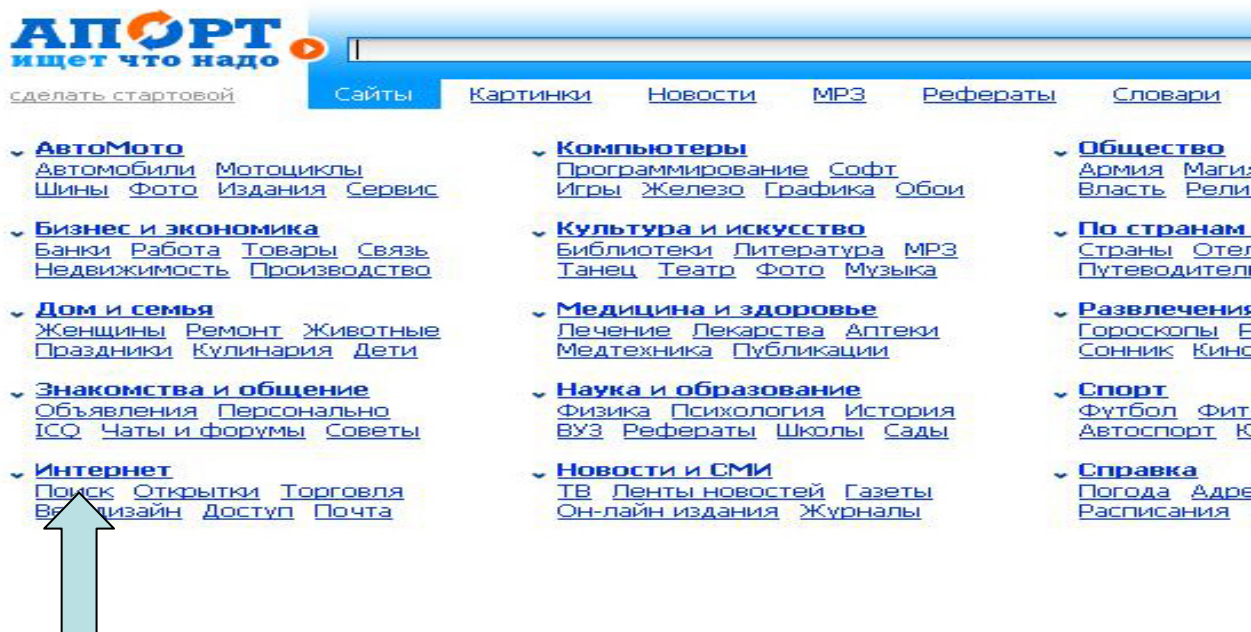 АПОРТ
ищет что надо
сделать стартовой Сайты Картинки Новости МР3 Рефераты Словари
АвтоМото
Автомобили Мотоциклы
Шины Фото Издания Сервис
Бизнес и экономика
Банки Работа Товары Связь
Недвижимость Производство
Дом и семья
Женщины Ремонт Животные
Праздники Кулинария Дети
Знакомства и общение
Объявления Персонально
ICQ Чаты и форумы Советы
Интернет
Поиск Открытки Торговля
Доступ Почта
Компьютеры
Программирование Софт
Игры Железо Графика Обои
Культура и искусство
Библиотеки Литература МР3
Танец Театр Фото Музыка
Медицина и здоровье
Лечение Лекарства Аптеки
Медтехника Публикации
Наука и образование
Физика Психология История
ВУЗ Рефераты Школы Сады
Новости и СМИ
ТВ Ленты новостей Газеты
Он-лайн издания Журналы
Общество
Армия
Власть
По странам
Страны
Развлечения
Гороскопы
Сонник
Спорт
Футбол
Автоспорт
Справка
Погода
Расписания